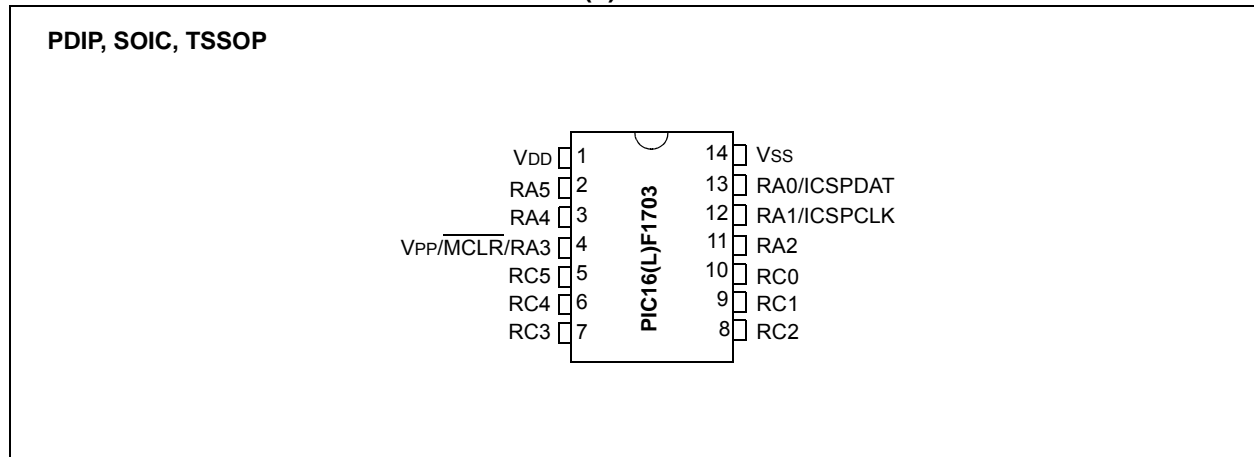 PDIP, SOIC, TSSOP
VDD 1
RA5 2
RA4 3
VPP/MCLR/RA3 4
RC5 5
RC4 6
RC3 7
PIC16(L)F1703
14 VSS
13 RA0/ICSPDAT
12 RA1/ICSPCLK
11 RA2
10 RC0
9 RC1
8 RC2